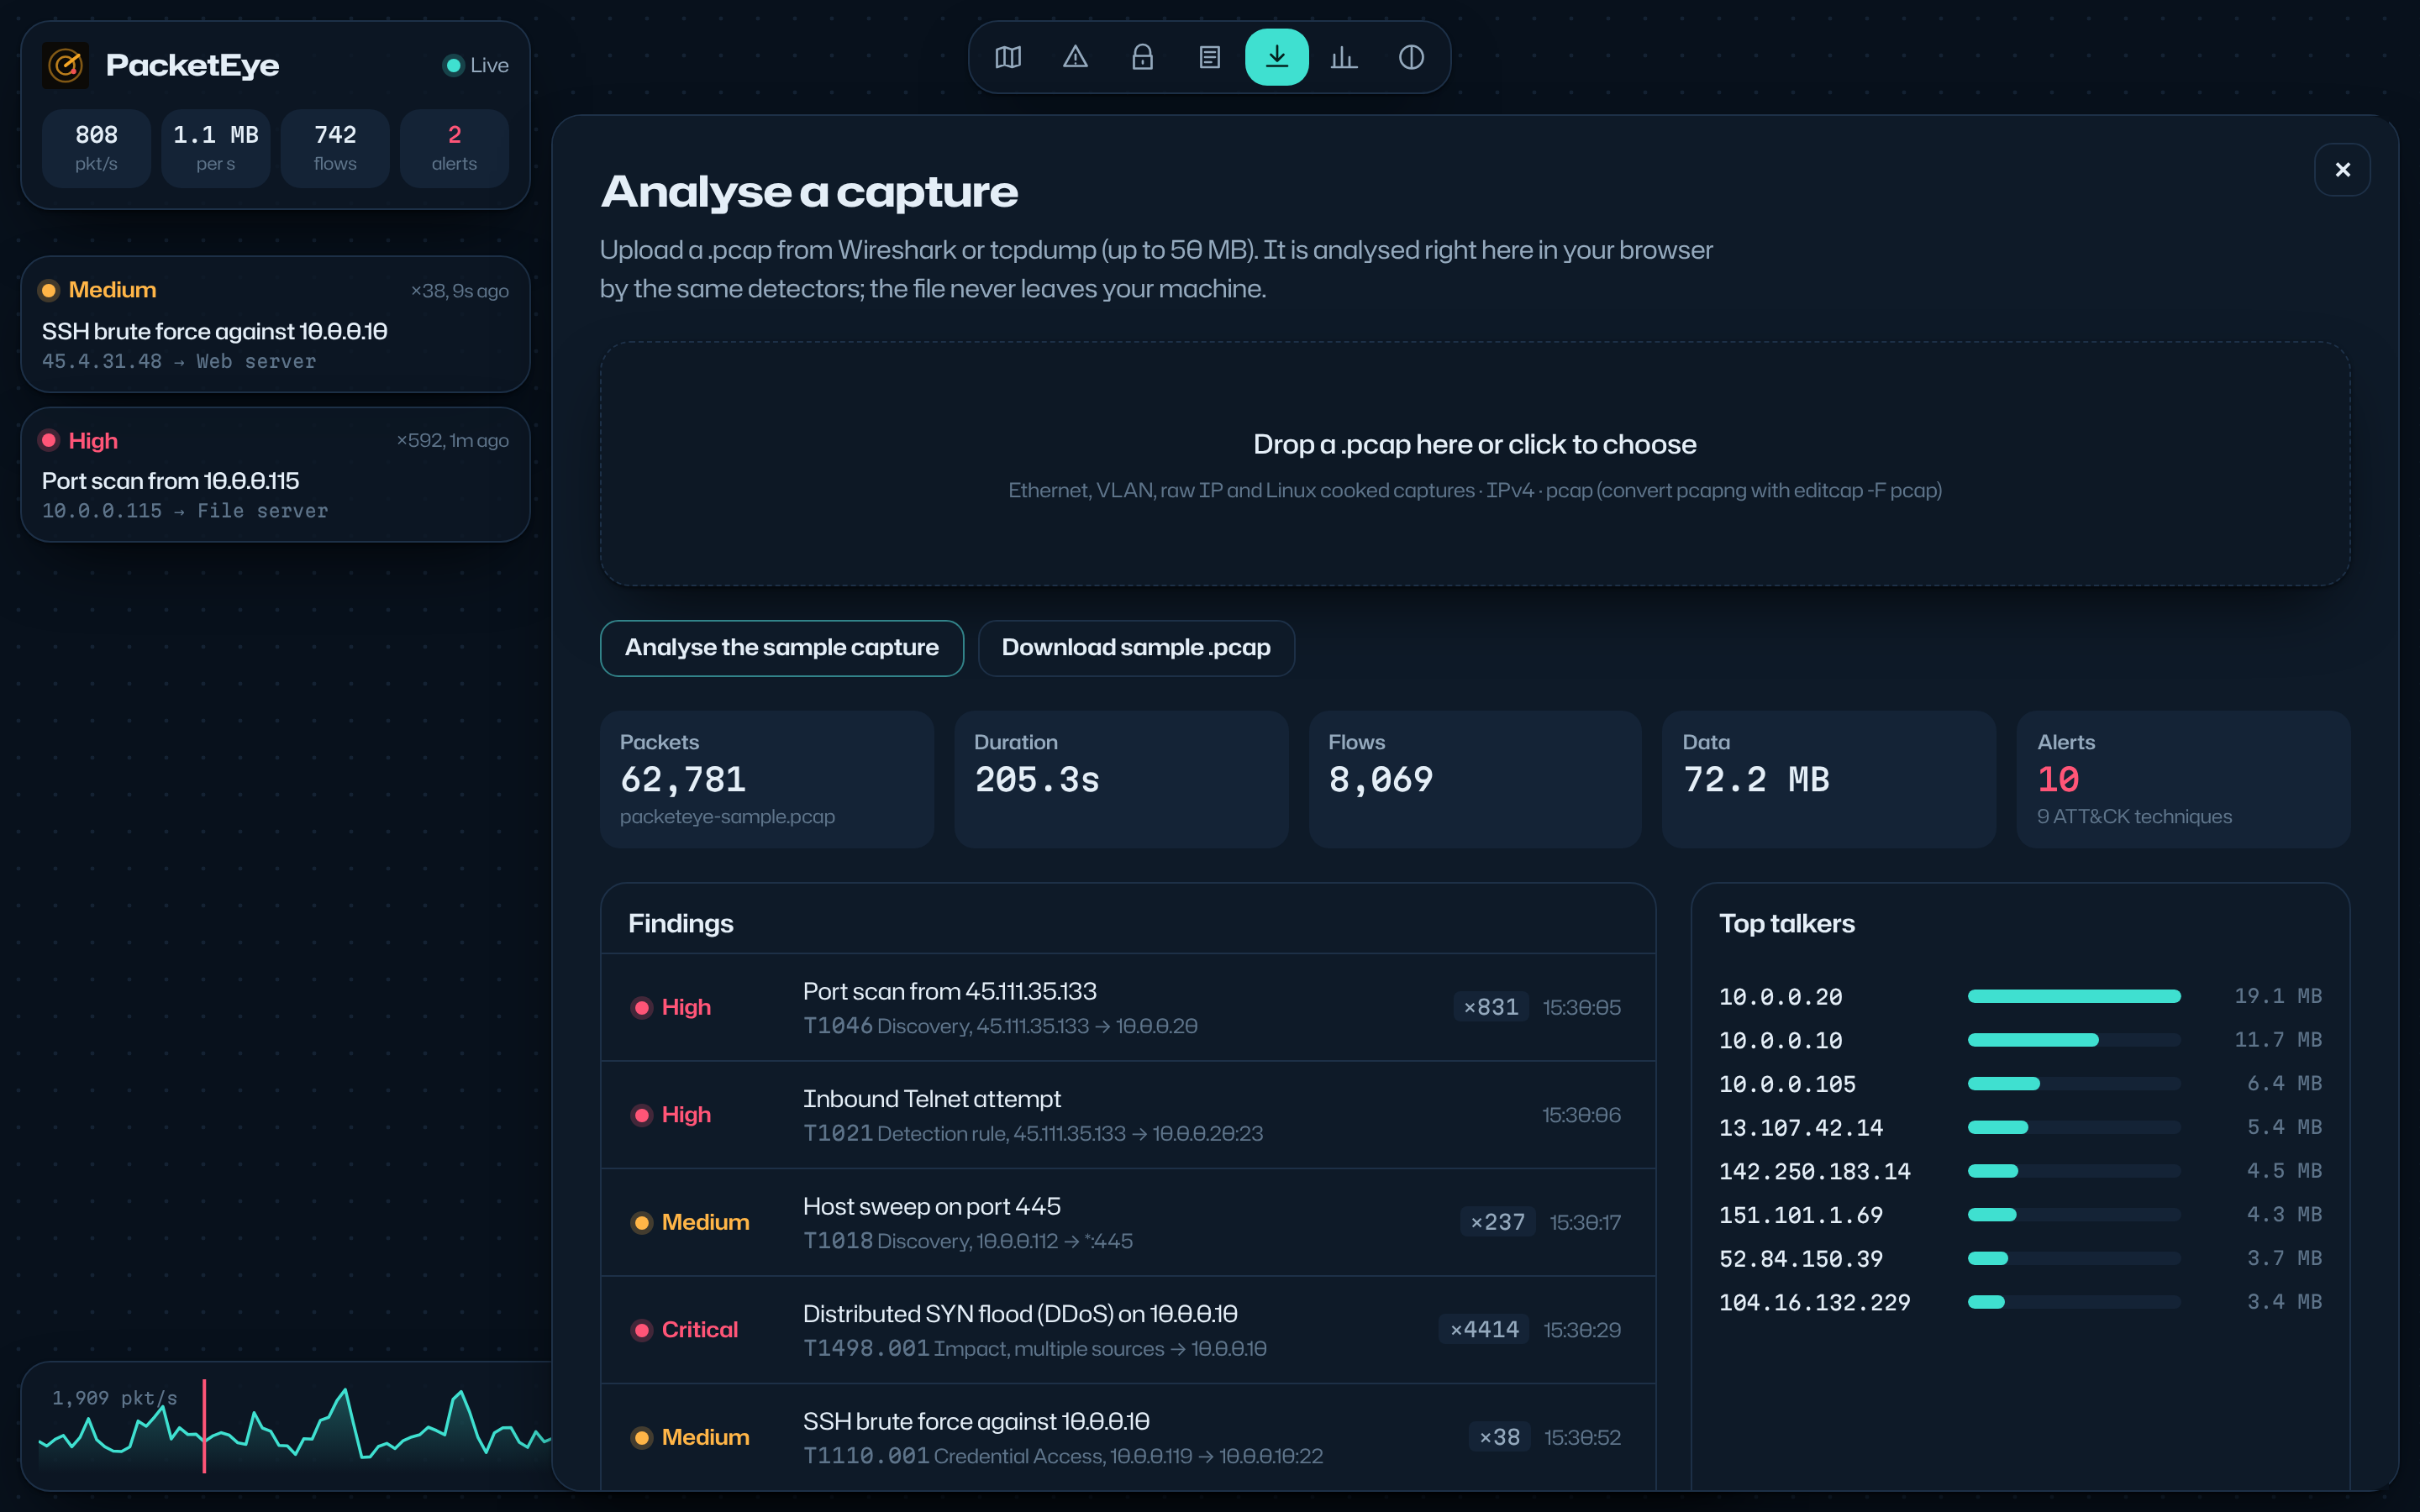 PacketEye
Live
808
pkt/s
1.1 MB
per s
742
flows
2
alerts
Medium
×38, 9s ago
SSH brute force against 10.0.0.10
45.4.31.48 → Web server
High
×592, 1m ago
Port scan from 10.0.0.115
10.0.0.115 → File server
1,909 pkt/s
Analyse a capture
Upload a .pcap from Wireshark or tcpdump (up to 50 MB). It is analysed right here in your browser
by the same detectors; the file never leaves your machine.
Drop a .pcap here or click to choose
Ethernet, VLAN, raw IP and Linux cooked captures · IPv4 · pcap (convert pcapng with editcap -F pcap)
Analyse the sample capture
Download sample .pcap
Packets
62,781
packeteye-sample.pcap
Duration
205.3s
Flows
8,069
Data
72.2 MB
Alerts
10
9 ATT&CK techniques
Findings
High
Port scan from 45.111.35.133
T1046 Discovery, 45.111.35.133 → 10.0.0.20
×831 15:30:05
High
Inbound Telnet attempt
T1021 Detection rule, 45.111.35.133 → 10.0.0.20:23
15:30:06
Medium
Host sweep on port 445
T1018 Discovery, 10.0.0.112 → *:445
×237 15:30:17
Critical
Distributed SYN flood (DDoS) on 10.0.0.10
T1498.001 Impact, multiple sources → 10.0.0.10
×4414 15:30:29
Medium
SSH brute force against 10.0.0.10
T1110.001 Credential Access, 10.0.0.119 → 10.0.0.10:22
×38 15:30:52
Top talkers
10.0.0.20 19.1 MB
10.0.0.10 11.7 MB
10.0.0.105 6.4 MB
13.107.42.14 5.4 MB
142.250.183.14 4.5 MB
151.101.1.69 4.3 MB
52.84.150.39 3.7 MB
104.16.132.229 3.4 MB